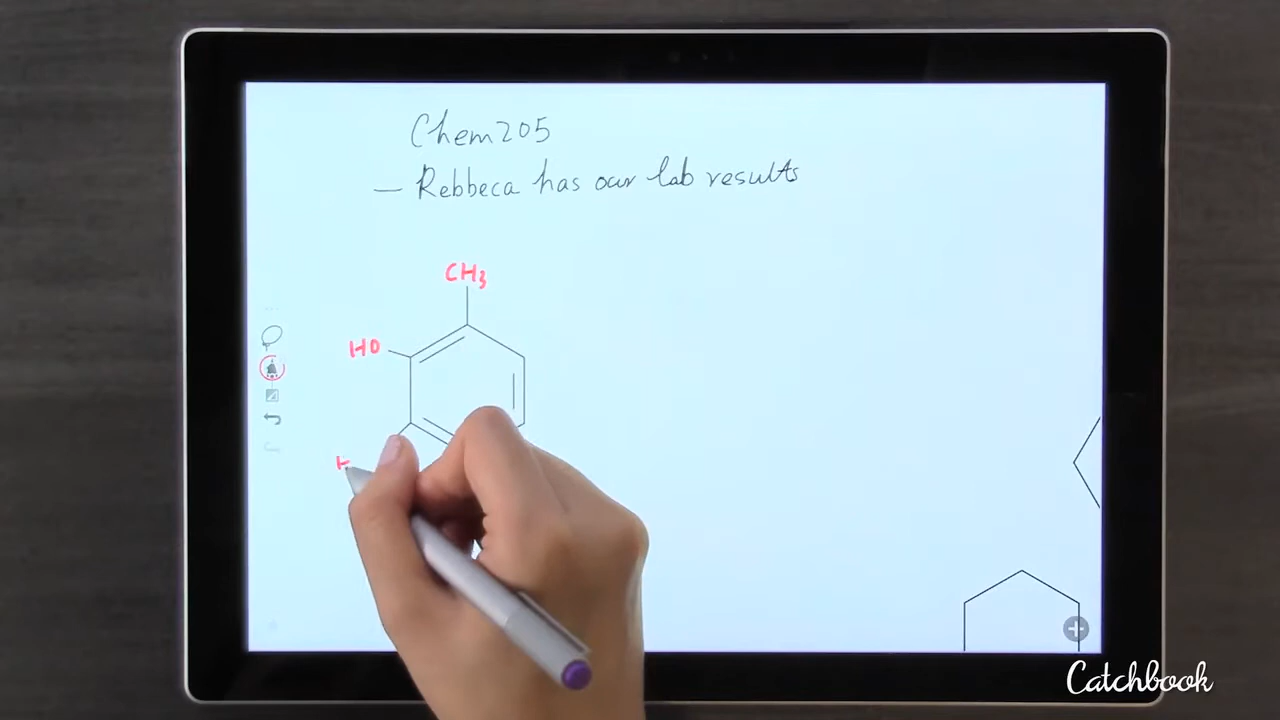 Chem205
— Rebbeca has our lab results
CH3
HO
H
Catchbook